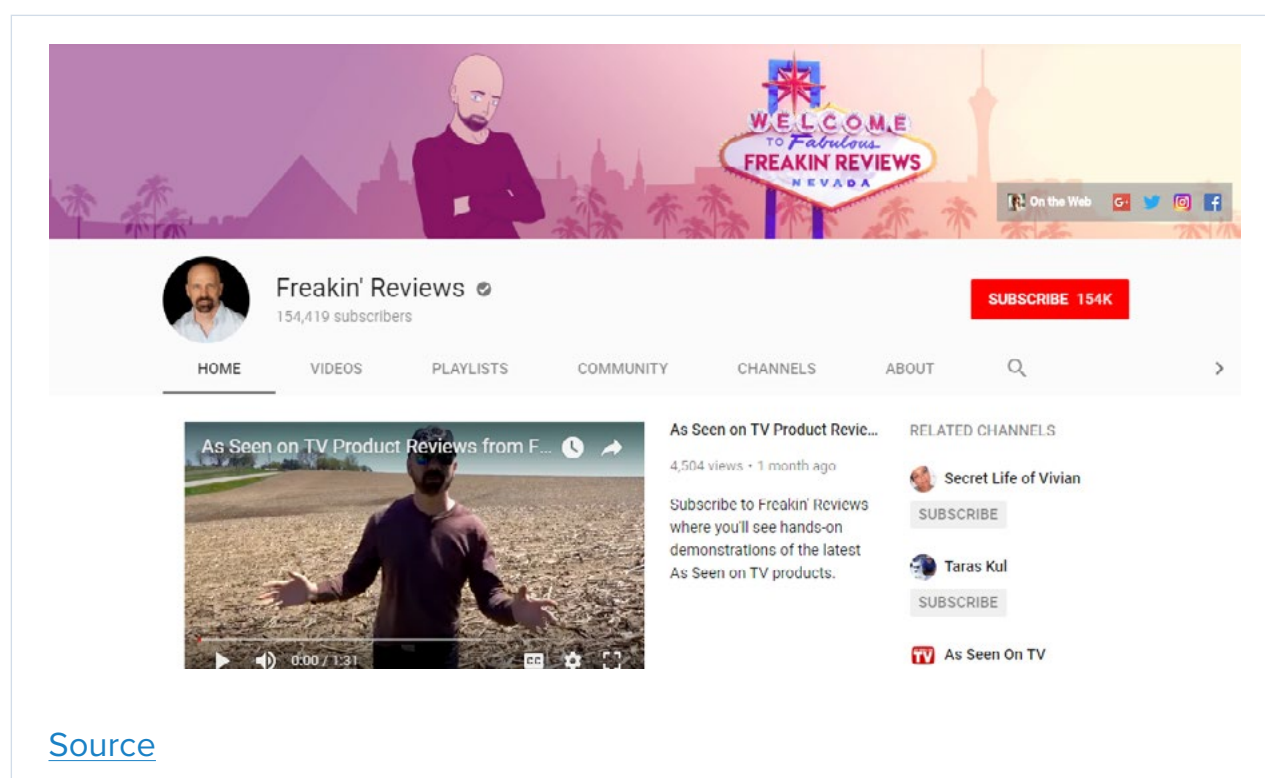 WELCOME
TO Fabulous
FREAKIN' REVIEWS
NEVADA
On the Web
G+
Freakin' Reviews
154,419 subscribers
SUBSCRIBE 154K
HOME VIDEOS PLAYLISTS COMMUNITY CHANNELS ABOUT
As Seen on TV Product Reviews from F...
0:00 / 1:31
CC
As Seen on TV Product Revie...
4,504 views • 1 month ago
Subscribe to Freakin' Reviews
where you'll see hands-on
demonstrations of the latest
As Seen on TV products.
RELATED CHANNELS
Secret Life of Vivian
SUBSCRIBE
Taras Kul
SUBSCRIBE
TV
As Seen On TV
Source